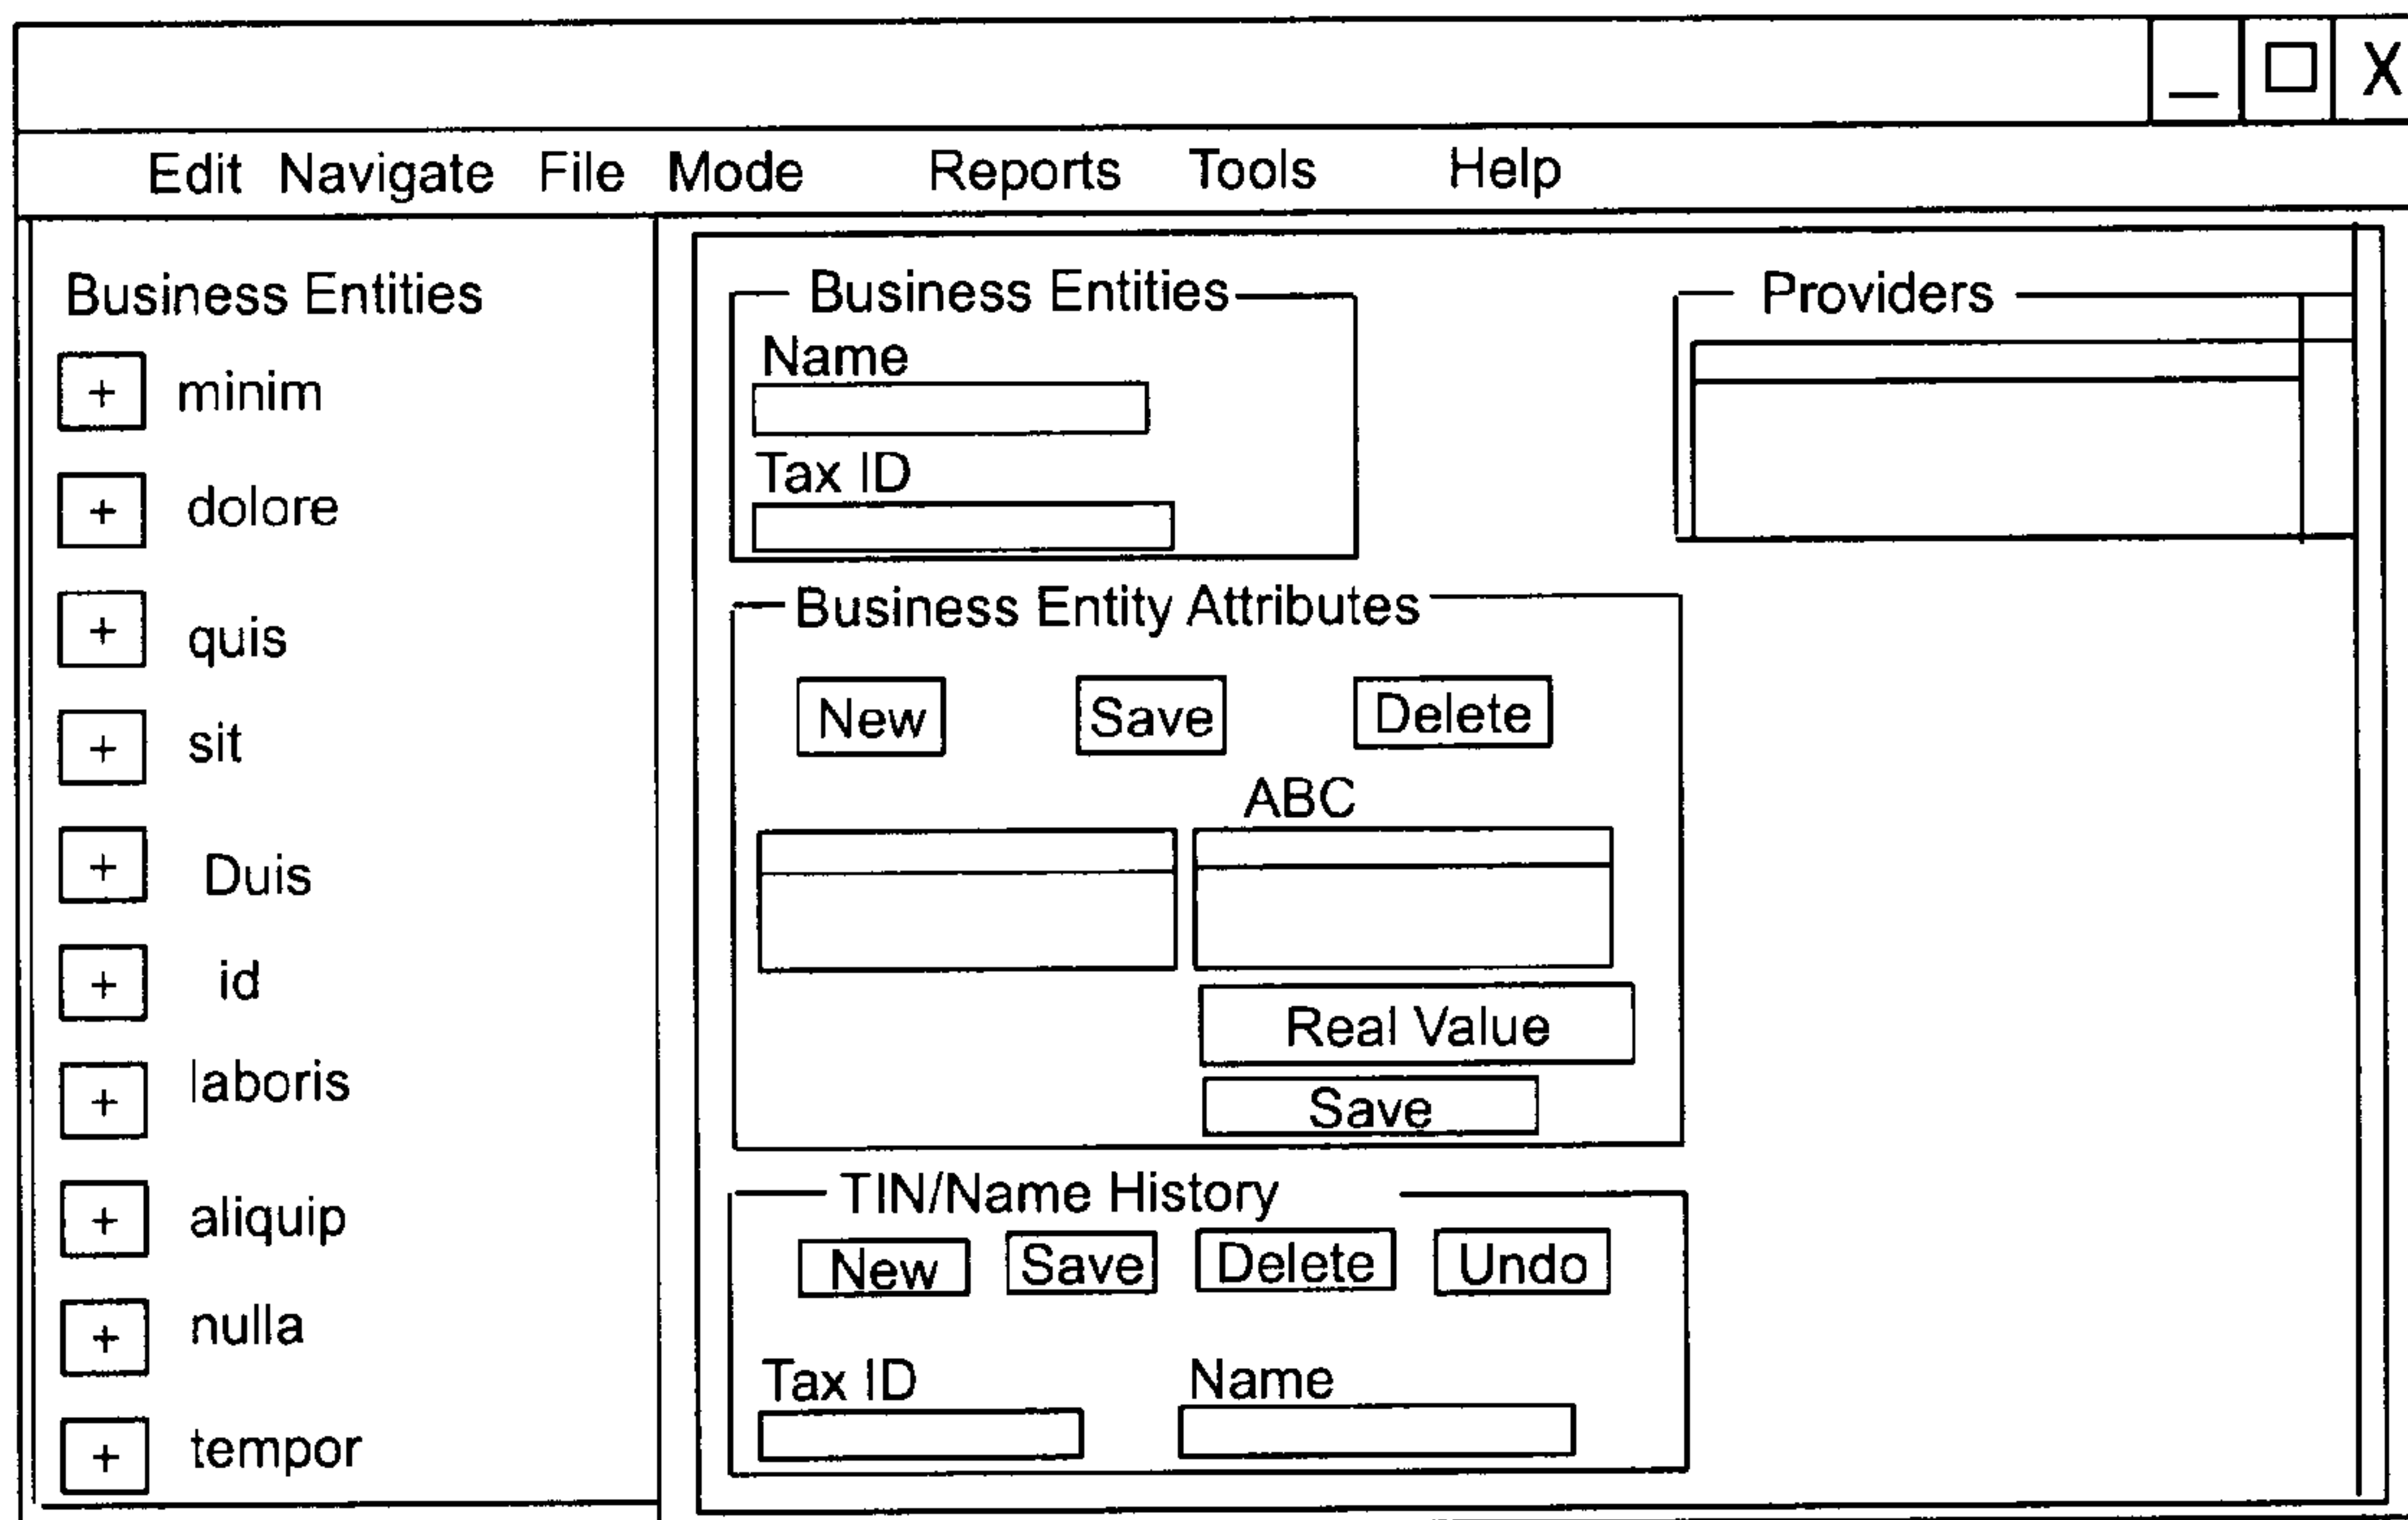 X
Edit Navigate File Mode Reports Tools Help
Business Entities
+ minim
+ dolore
+ quis
+ sit
+ Duis
+ id
+ laboris
+ aliquip
+ nulla
+ tempor
Business Entities
Name
Tax ID
Providers
Business Entity Attributes
New Save Delete
ABC
Real Value
Save
TIN/Name History
New Save Delete Undo
Tax ID Name